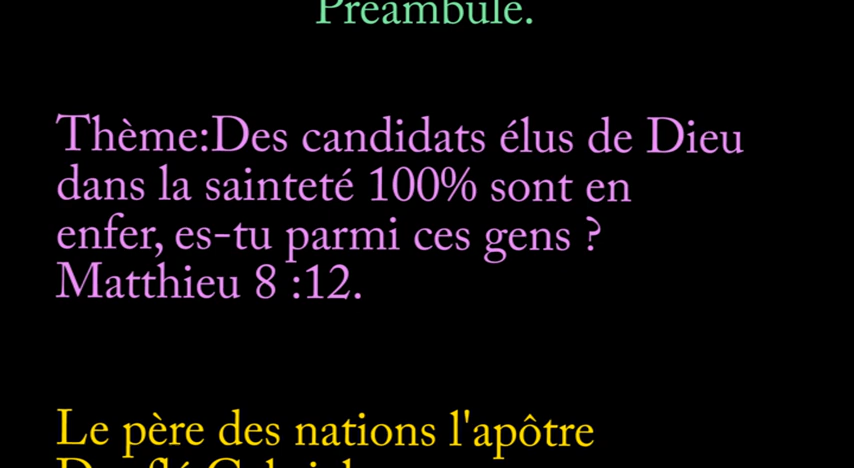 Préambule.
Thème:Des candidats élus de Dieu
dans la sainteté 100% sont en
enfer, es-tu parmi ces gens ?
Matthieu 8 :12.
Le père des nations l'apôtre